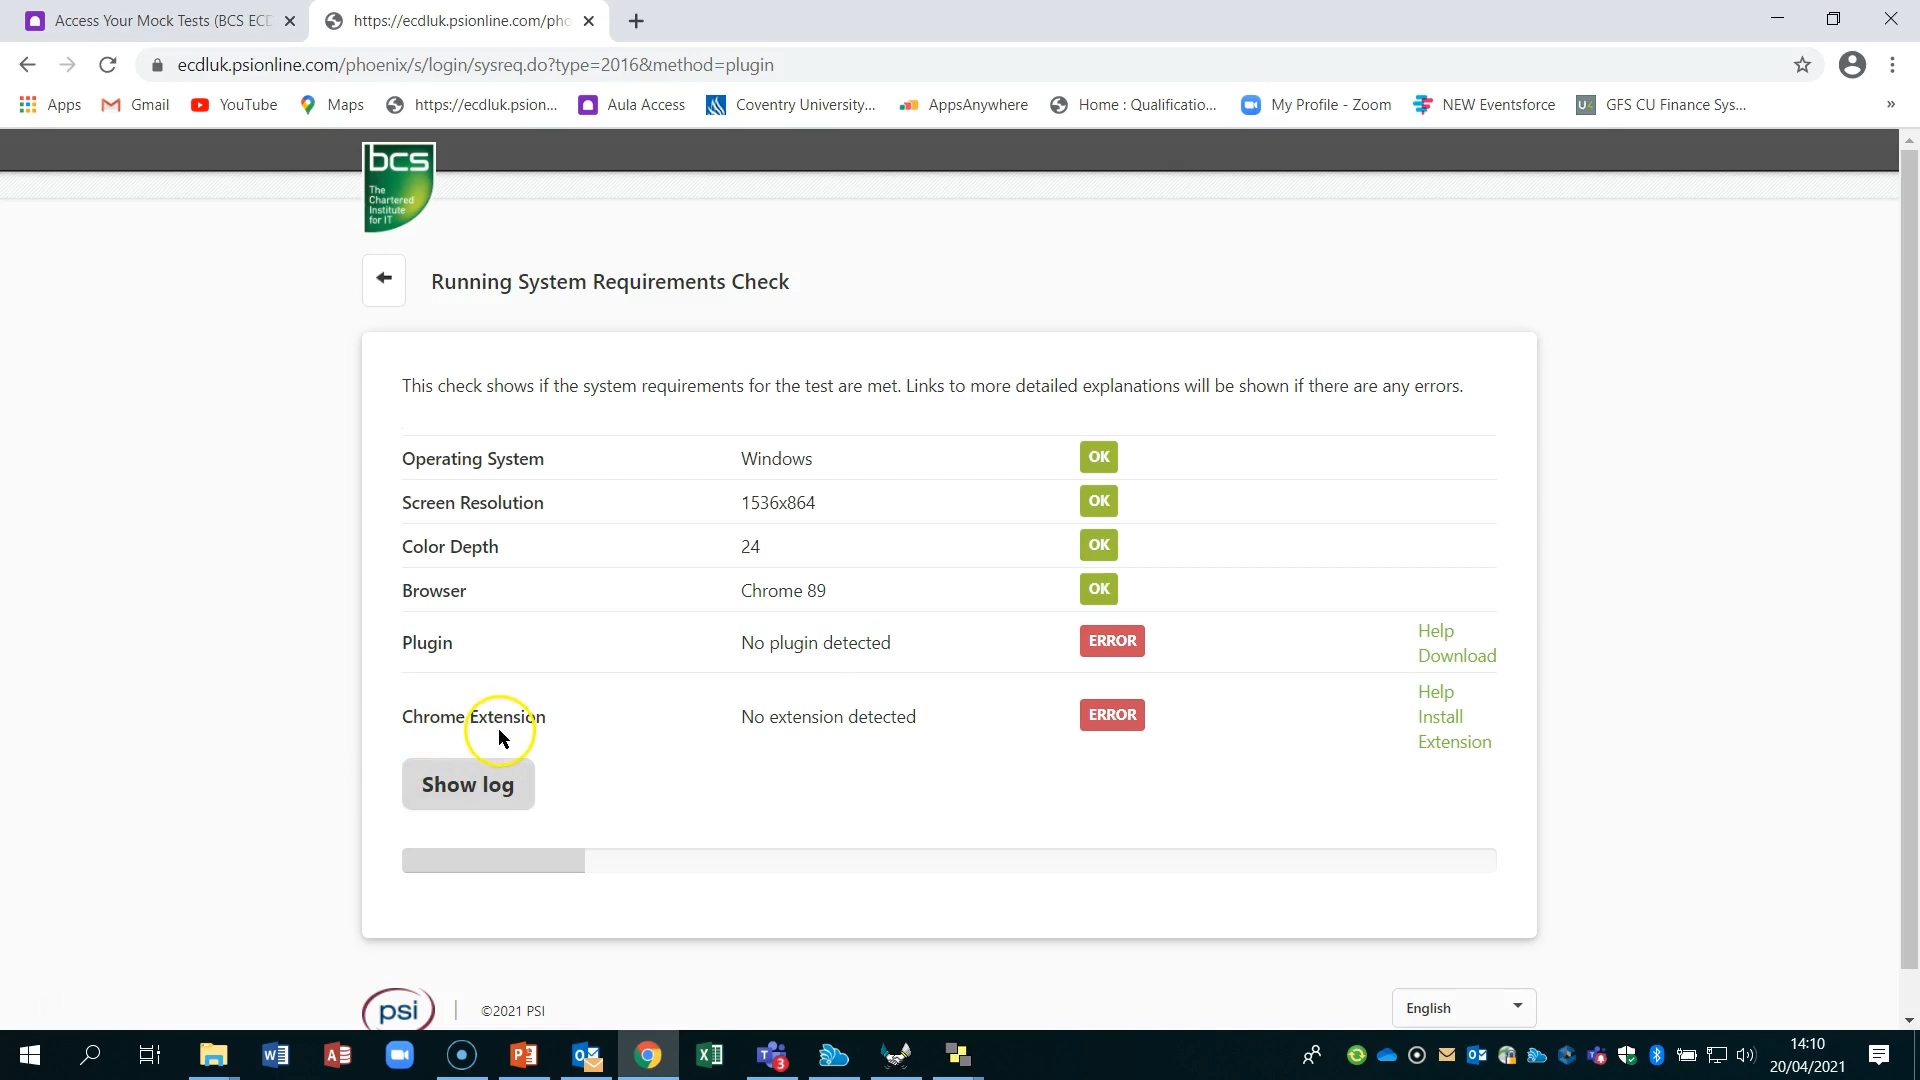 Access Your Mock Tests (BCS ECD
https://ecdluk.psionline.com/pho
ecdluk.psionline.com/phoenix/s/login/sysreq.do?type=2016&method=plugin
Apps
Gmail
YouTube
Maps
https://ecdluk.psion...
Aula Access
Coventry University...
AppsAnywhere
Home : Qualificatio...
My Profile - Zoom
NEW Eventsforce
U4
GFS CU Finance Sys...
»
bcs
The
Chartered
Institute
for IT
Running System Requirements Check
This check shows if the system requirements for the test are met. Links to more detailed explanations will be shown if there are any errors.
Operating System Windows OK
Screen Resolution 1536x864 OK
Color Depth 24 OK
Browser Chrome 89 OK
Plugin No plugin detected ERROR Help
Download
Chrome Extension No extension detected ERROR Help
Install
Extension
Show log
psi
©2021 PSI
English
3
14:10
20/04/2021